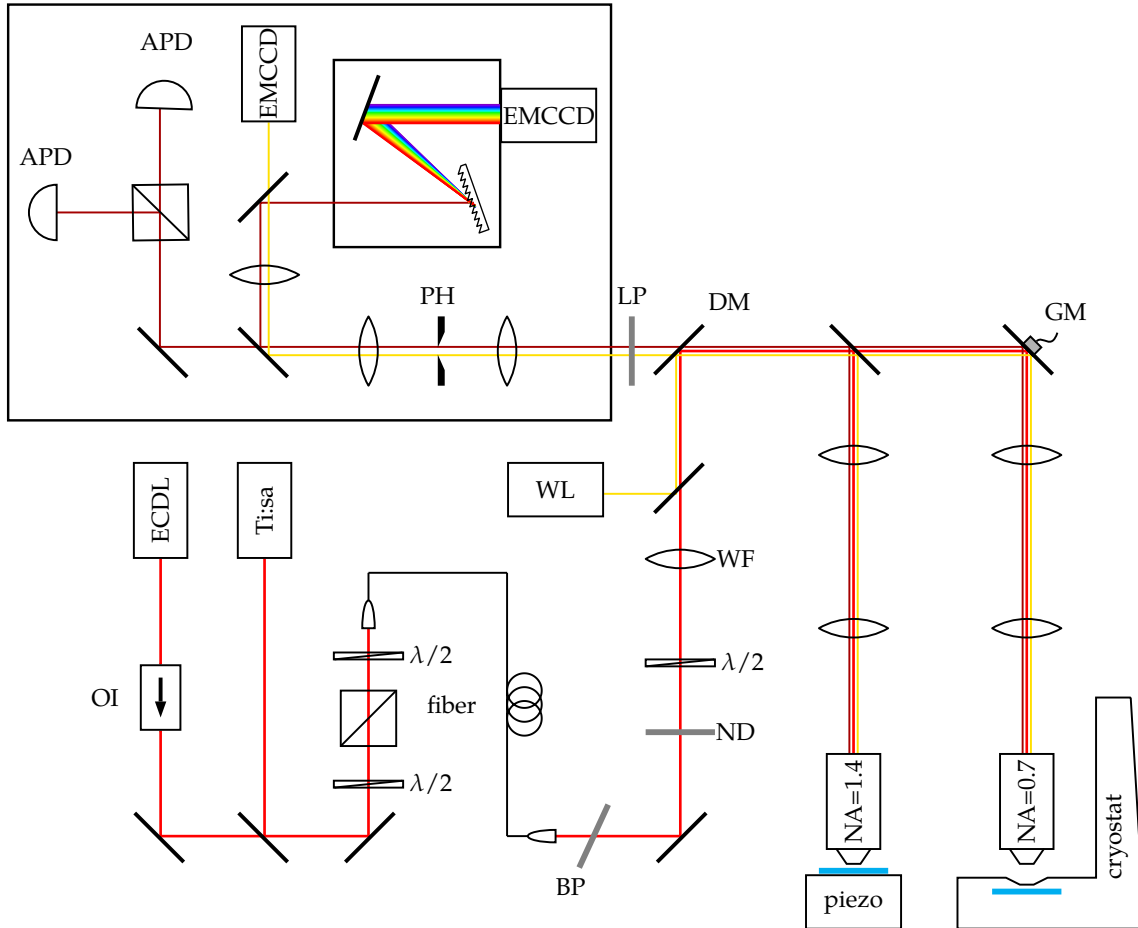 APD
EMCCD
EMCCD
APD
PH
LP
DM
GM
ECDL
Ti:sa
WL
WF
λ/2
λ/2
OI
fiber
ND
λ/2
NA=1.4
NA=0.7
cryostat
BP
piezo